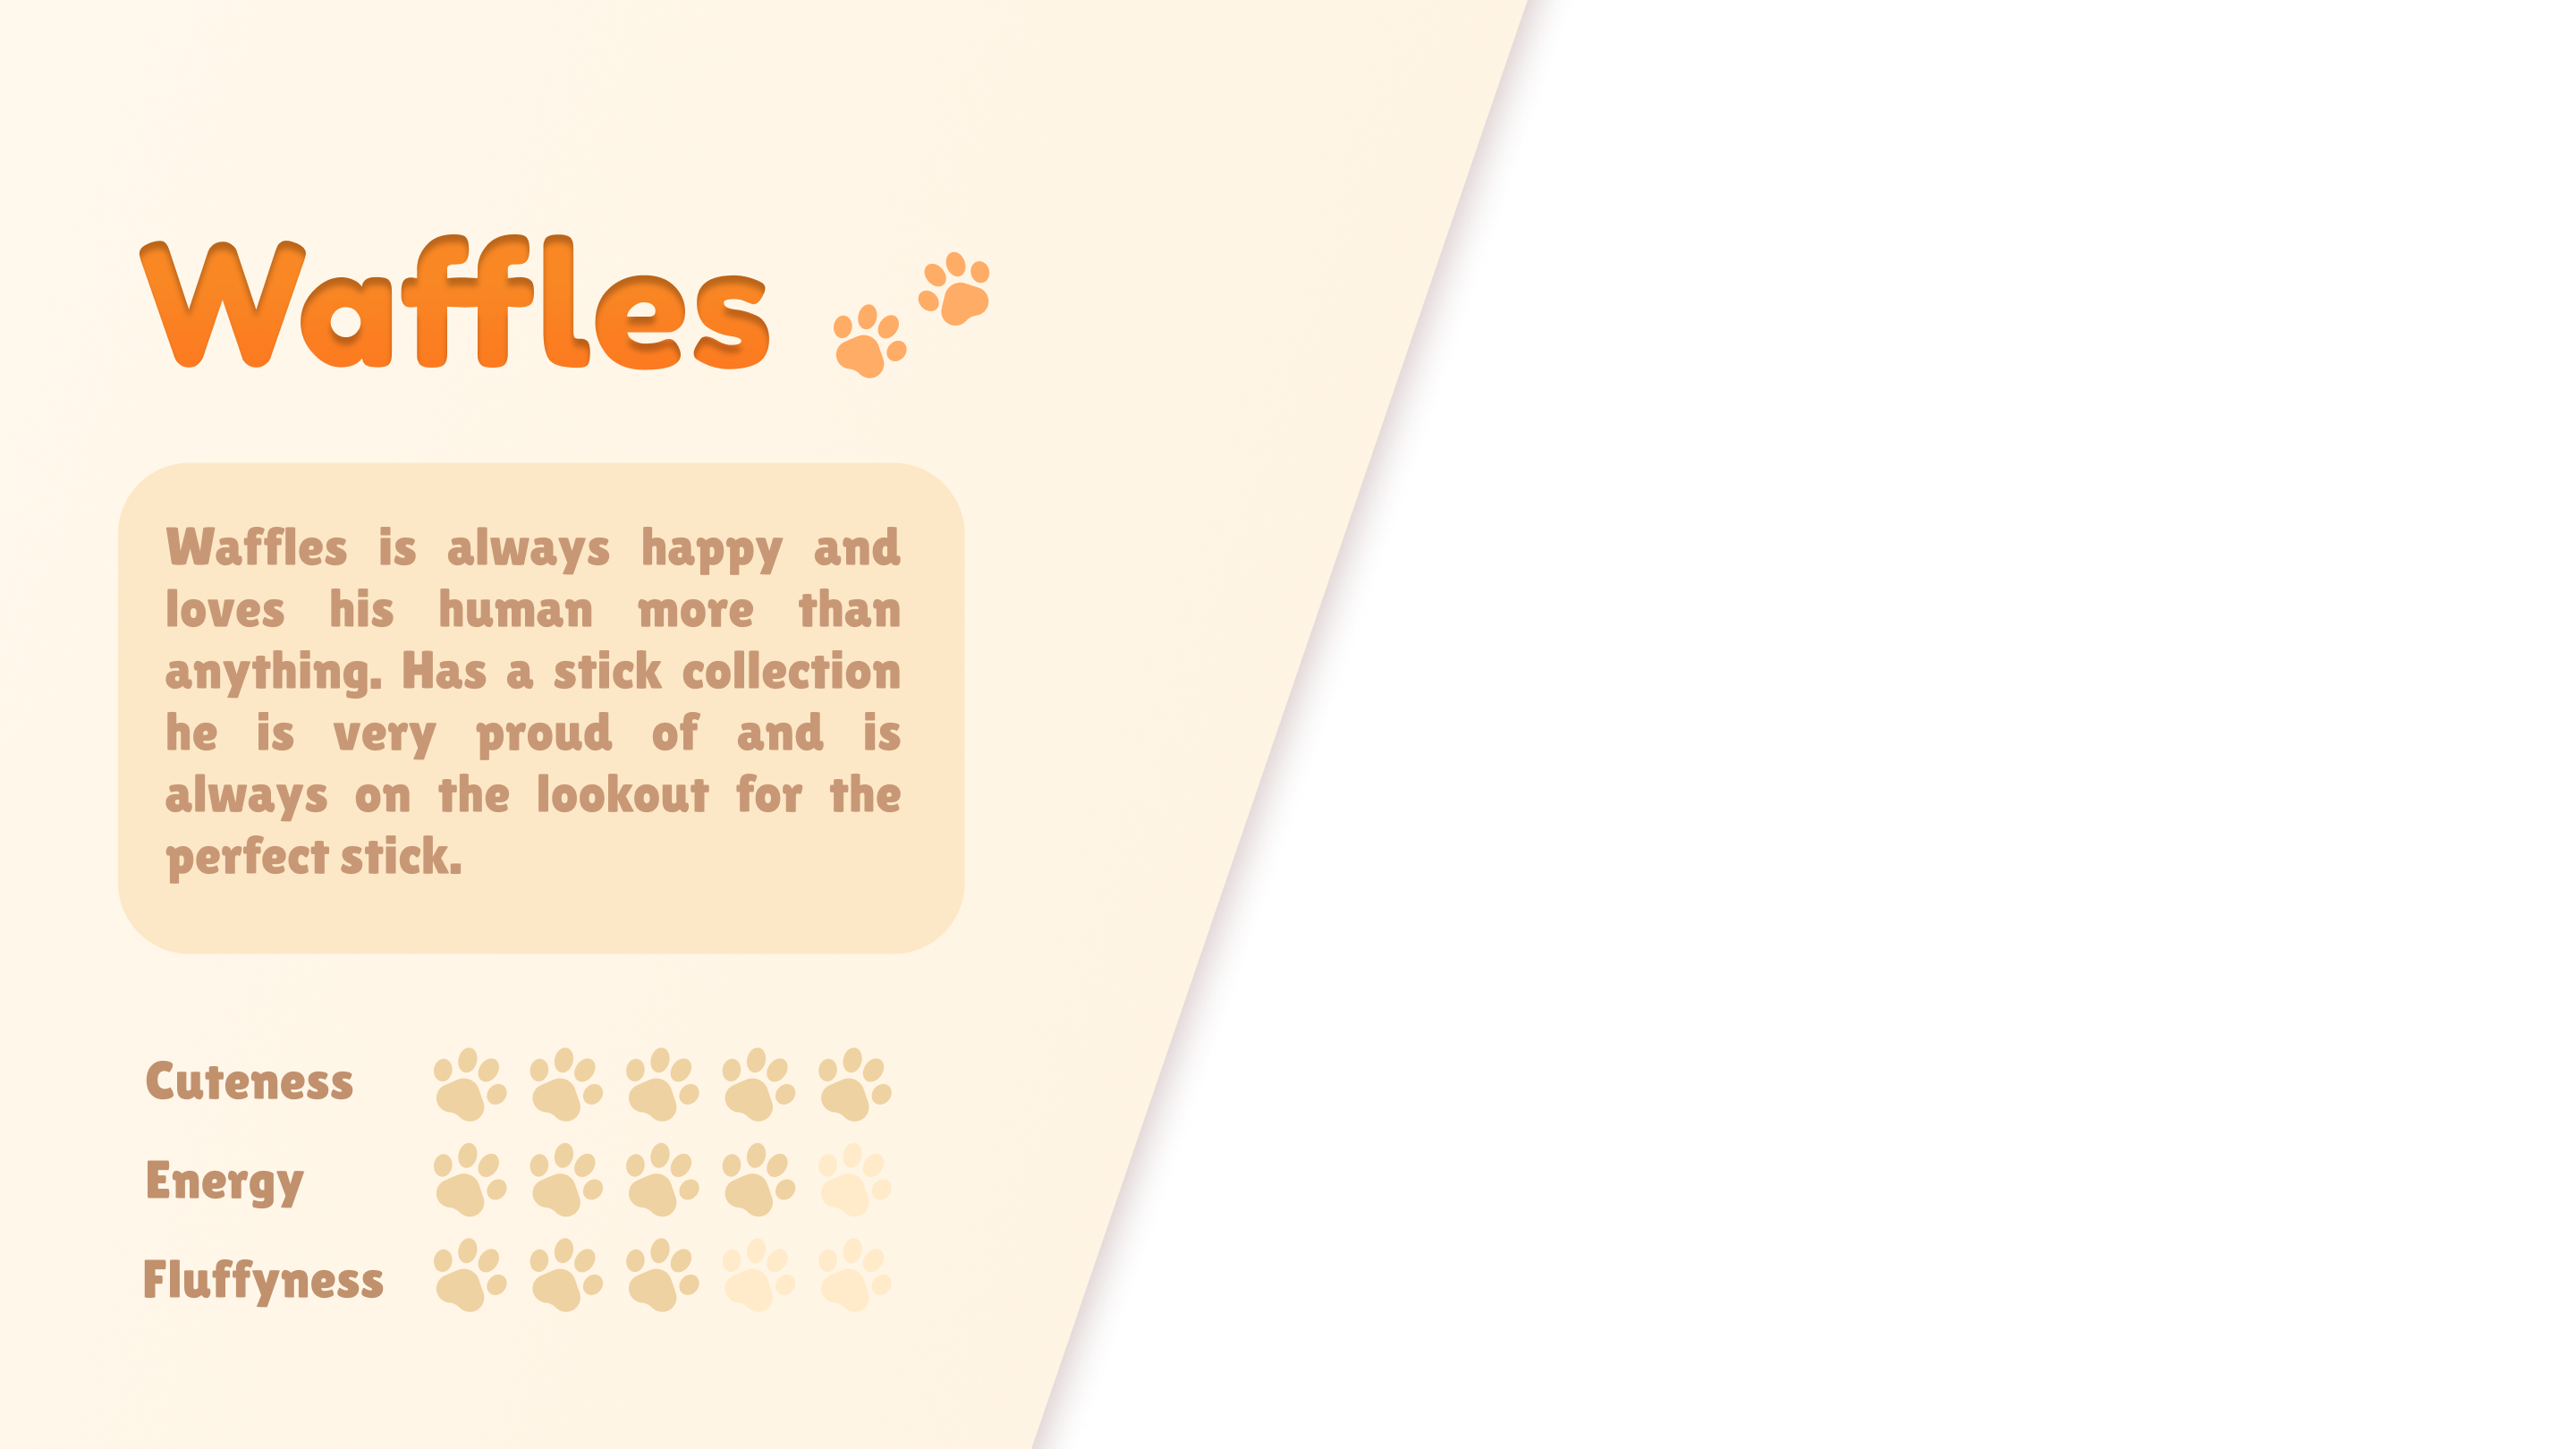 Waffles
Waffles is always happy and
loves his human more than
anything. Has a stick collection
he is very proud of and is
always on the lookout for the
perfect stick.
Cuteness
Energy
Fluffyness